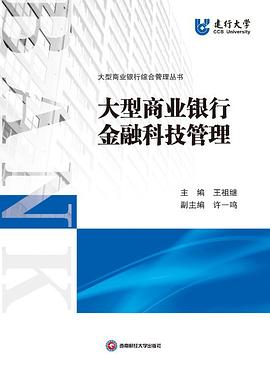 建行大学
CCB University
BANK
大型商业银行综合管理丛书
大型商业银行
金融科技管理
主 编 王祖继
副主编 许一鸣
西南财经大学出版社